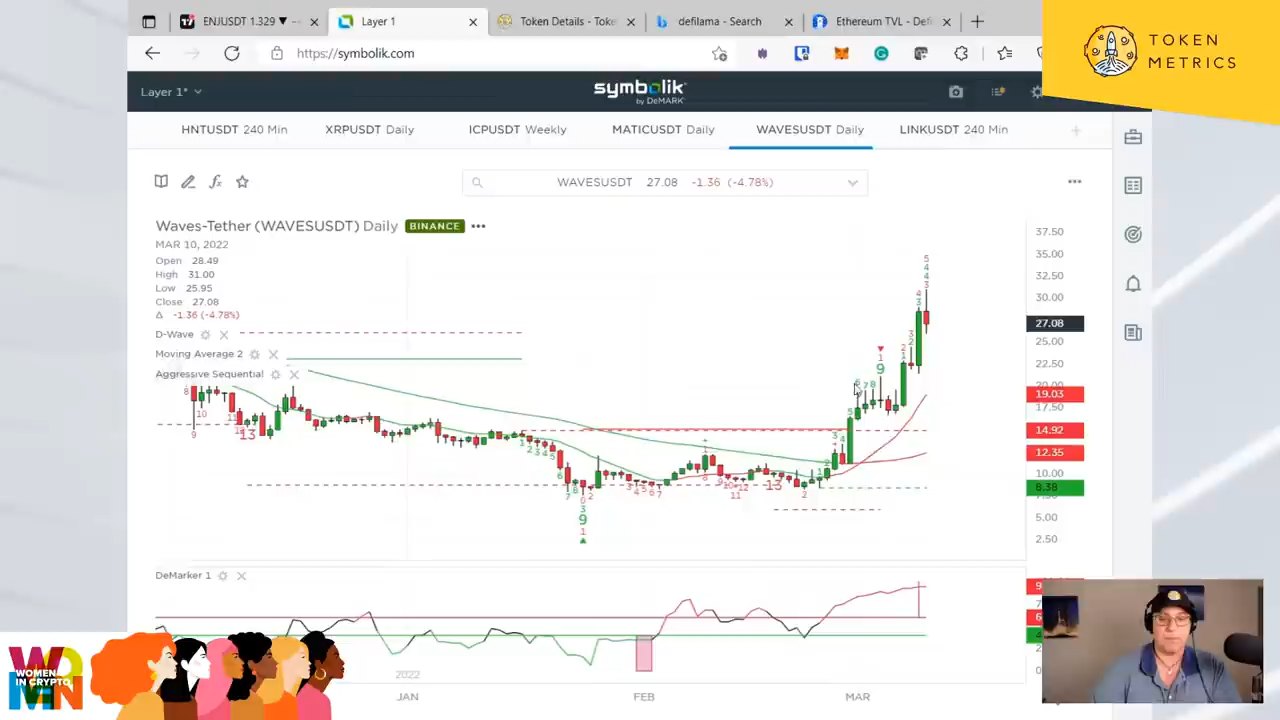 ENJUSDT 1.329 ▼
Layer 1
Token Details - Toke
defilama - Search
Ethereum TVL - Def
https://symbolik.com
TOKEN
METRICS
Layer 1*
symbolik
by DeMARK
HNTUSDT 240 Min
XRPUSDT Daily
ICPUSDT Weekly
MATICUSDT Daily
WAVESUSDT Daily
LINKUSDT 240 Min
WAVESUSDT 27.08 -1.36 (-4.78%)
Waves-Tether (WAVESUSDT) Daily BINANCE
MAR 10, 2022
Open 28.49
High 31.00
Low 25.95
Close 27.08
Δ -1.36 (-4.78%)
D-Wave
Moving Average 2
Aggressive Sequential
37.50
35.00
32.50
30.00
27.08
25.00
22.50
20.00
19.03
17.50
14.92
12.35
10.00
8.38
5.00
2.50
DeMarker 1
2022
JAN
FEB
MAR
WOMEN
IN CRYPTO